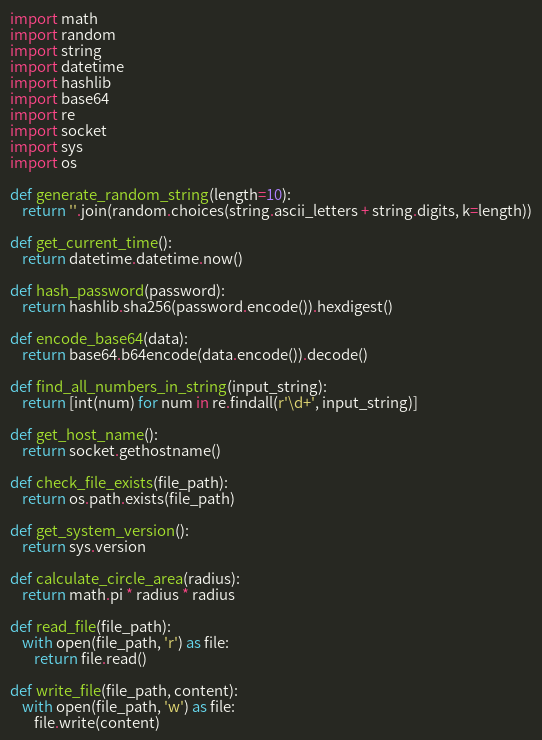 import math
import random
import string
import datetime
import hashlib
import base64
import re
import socket
import sys
import os

def generate_random_string(length=10):
    return ''.join(random.choices(string.ascii_letters + string.digits, k=length))

def get_current_time():
    return datetime.datetime.now()

def hash_password(password):
    return hashlib.sha256(password.encode()).hexdigest()

def encode_base64(data):
    return base64.b64encode(data.encode()).decode()

def find_all_numbers_in_string(input_string):
    return [int(num) for num in re.findall(r'\d+', input_string)]

def get_host_name():
    return socket.gethostname()

def check_file_exists(file_path):
    return os.path.exists(file_path)

def get_system_version():
    return sys.version

def calculate_circle_area(radius):
    return math.pi * radius * radius

def read_file(file_path):
    with open(file_path, 'r') as file:
        return file.read()

def write_file(file_path, content):
    with open(file_path, 'w') as file:
        file.write(content)